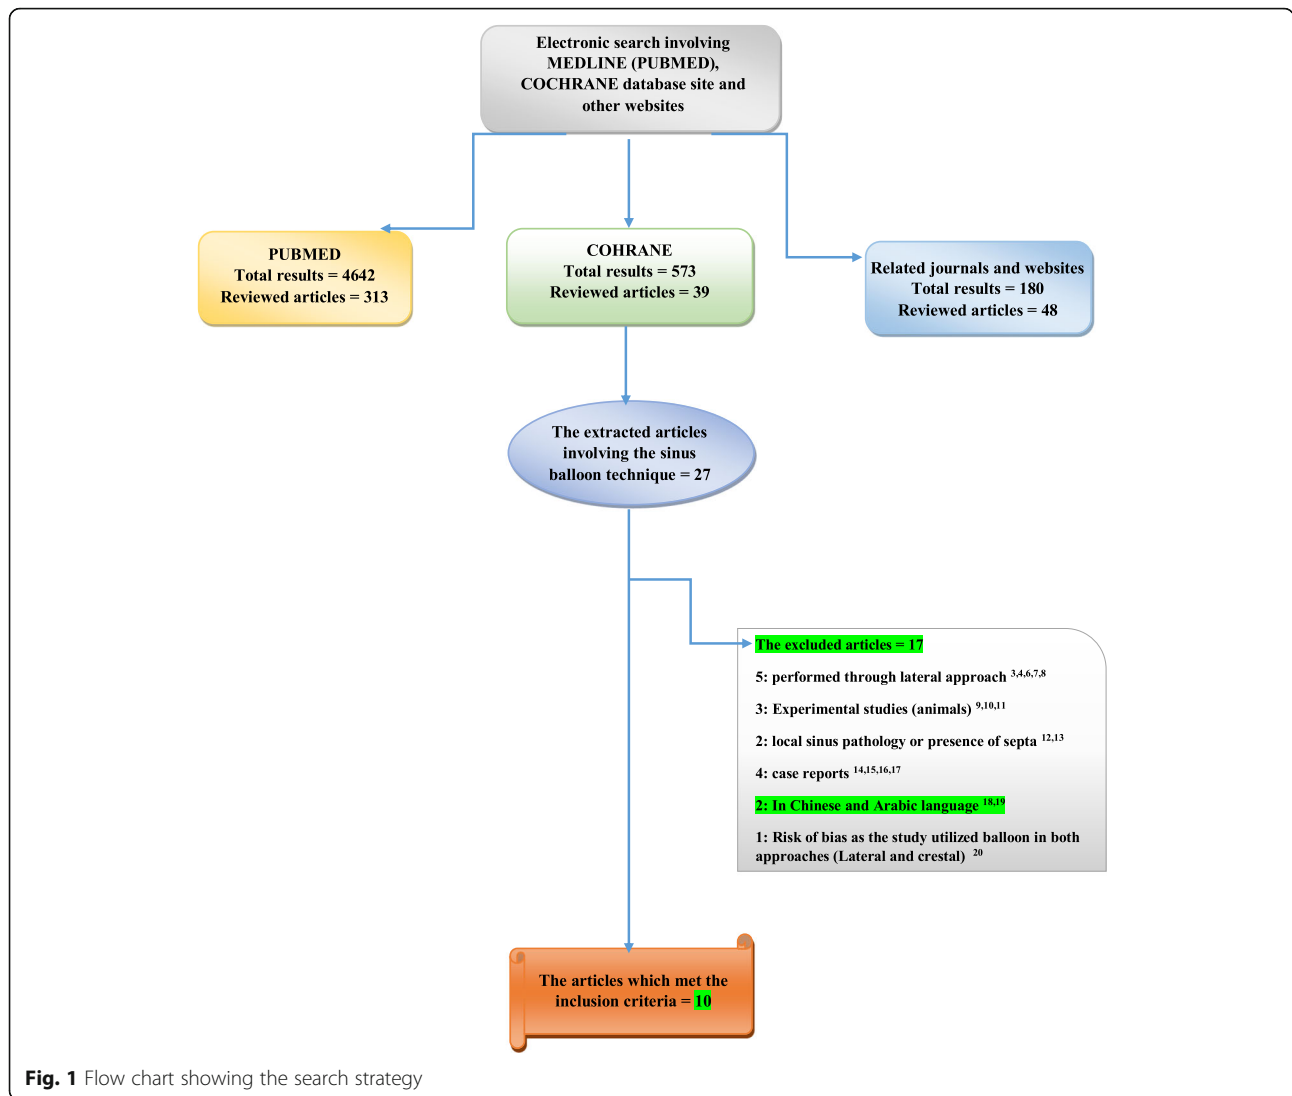 Electronic search involving
MEDLINE (PUBMED),
COCHRANE database site and
other websites
PUBMED
Total results = 4642
Reviewed articles = 313
COHRANE
Total results = 573
Reviewed articles = 39
Related journals and websites
Total results = 180
Reviewed articles = 48
The extracted articles
involving the sinus
balloon technique = 27
The excluded articles = 17
5: performed through lateral approach 3,4,6,7,8
3: Experimental studies (animals) 9,10,11
2: local sinus pathology or presence of septa 12,13
4: case reports 14,15,16,17
2: In Chinese and Arabic language 18,19
1: Risk of bias as the study utilized balloon in both
approaches (Lateral and crestal) 20
The articles which met the
inclusion criteria = 10
Fig. 1 Flow chart showing the search strategy